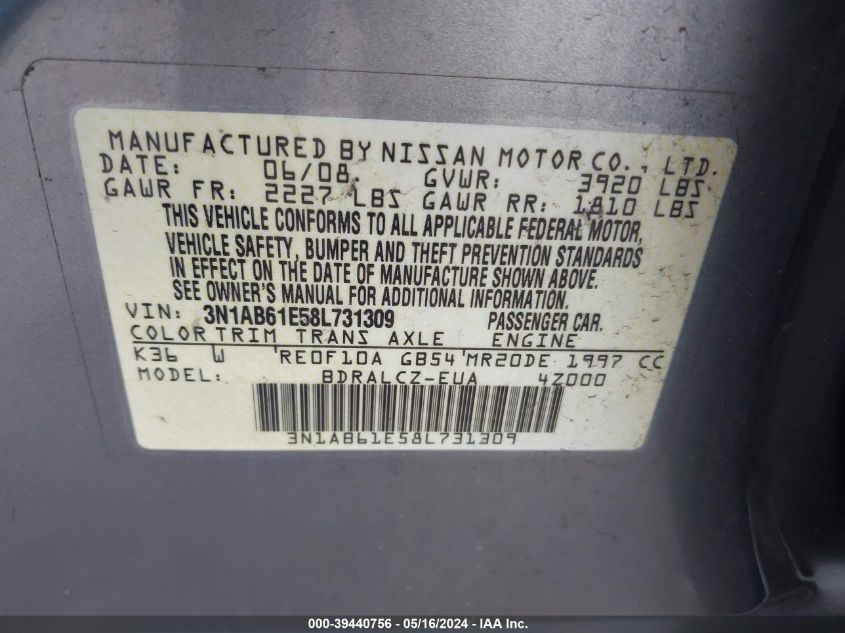 MANUFACTURED BY NISSAN MOTOR CO., LTD.
DATE: 06/08. GVWR: 3920 LBS
GAWR FR: 2227 LBS GAWR RR: 1810 LBS
THIS VEHICLE CONFORMS TO ALL APPLICABLE FEDERAL MOTOR,
VEHICLE SAFETY, BUMPER AND THEFT PREVENTION STANDARDS
IN EFFECT ON THE DATE OF MANUFACTURE SHOWN ABOVE.
SEE OWNER'S MANUAL FOR ADDITIONAL INFORMATION.
VIN: 3N1AB61E58L731309 PASSENGER CAR.
COLOR TRIM TRANS AXLE ENGINE
K36 W RE0F10A GB54 MR20DE 1997 CC
MODEL: BDRALCZ-EUA 4Z000
3N1AB61E58L731309
000-39440756 - 05/16/2024 - IAA Inc.